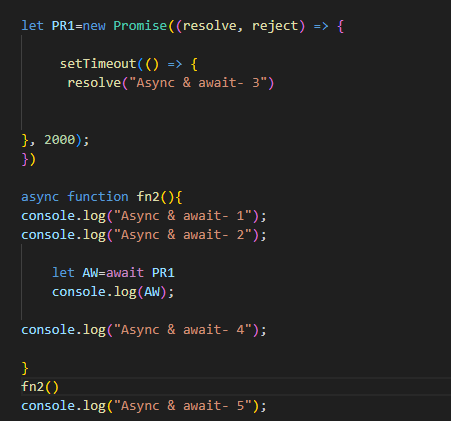 let PR1=new Promise((resolve, reject) => {
setTimeout(() => {
resolve("Async & await- 3")
}, 2000);
})
async function fn2(){
console.log("Async & await- 1");
console.log("Async & await- 2");
let AW=await PR1
console.log(AW);
console.log("Async & await- 4");
}
fn2()
console.log("Async & await- 5");